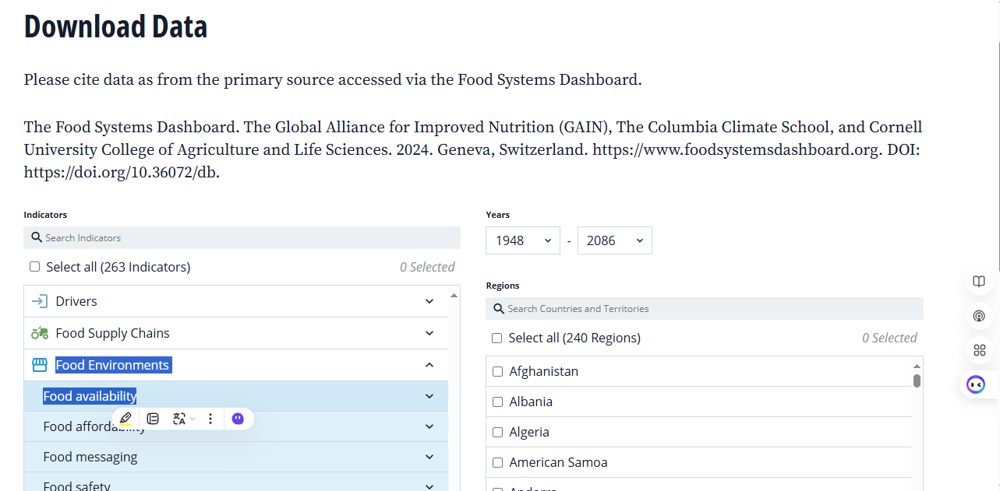 Download Data
Please cite data as from the primary source accessed via the Food Systems Dashboard.
The Food Systems Dashboard. The Global Alliance for Improved Nutrition (GAIN), The Columbia Climate School, and Cornell
University College of Agriculture and Life Sciences. 2024. Geneva, Switzerland. https://www.foodsystemsdashboard.org. DOI:
https://doi.org/10.36072/db.
Indicators
Search Indicators
Select all (263 Indicators) 0 Selected
Drivers
Food Supply Chains
Food Environments
Food availability
Food affordability
Food messaging
Food safety
Years
1948 - 2086
Regions
Search Countries and Territories
Select all (240 Regions) 0 Selected
Afghanistan
Albania
Algeria
American Samoa
Andorra